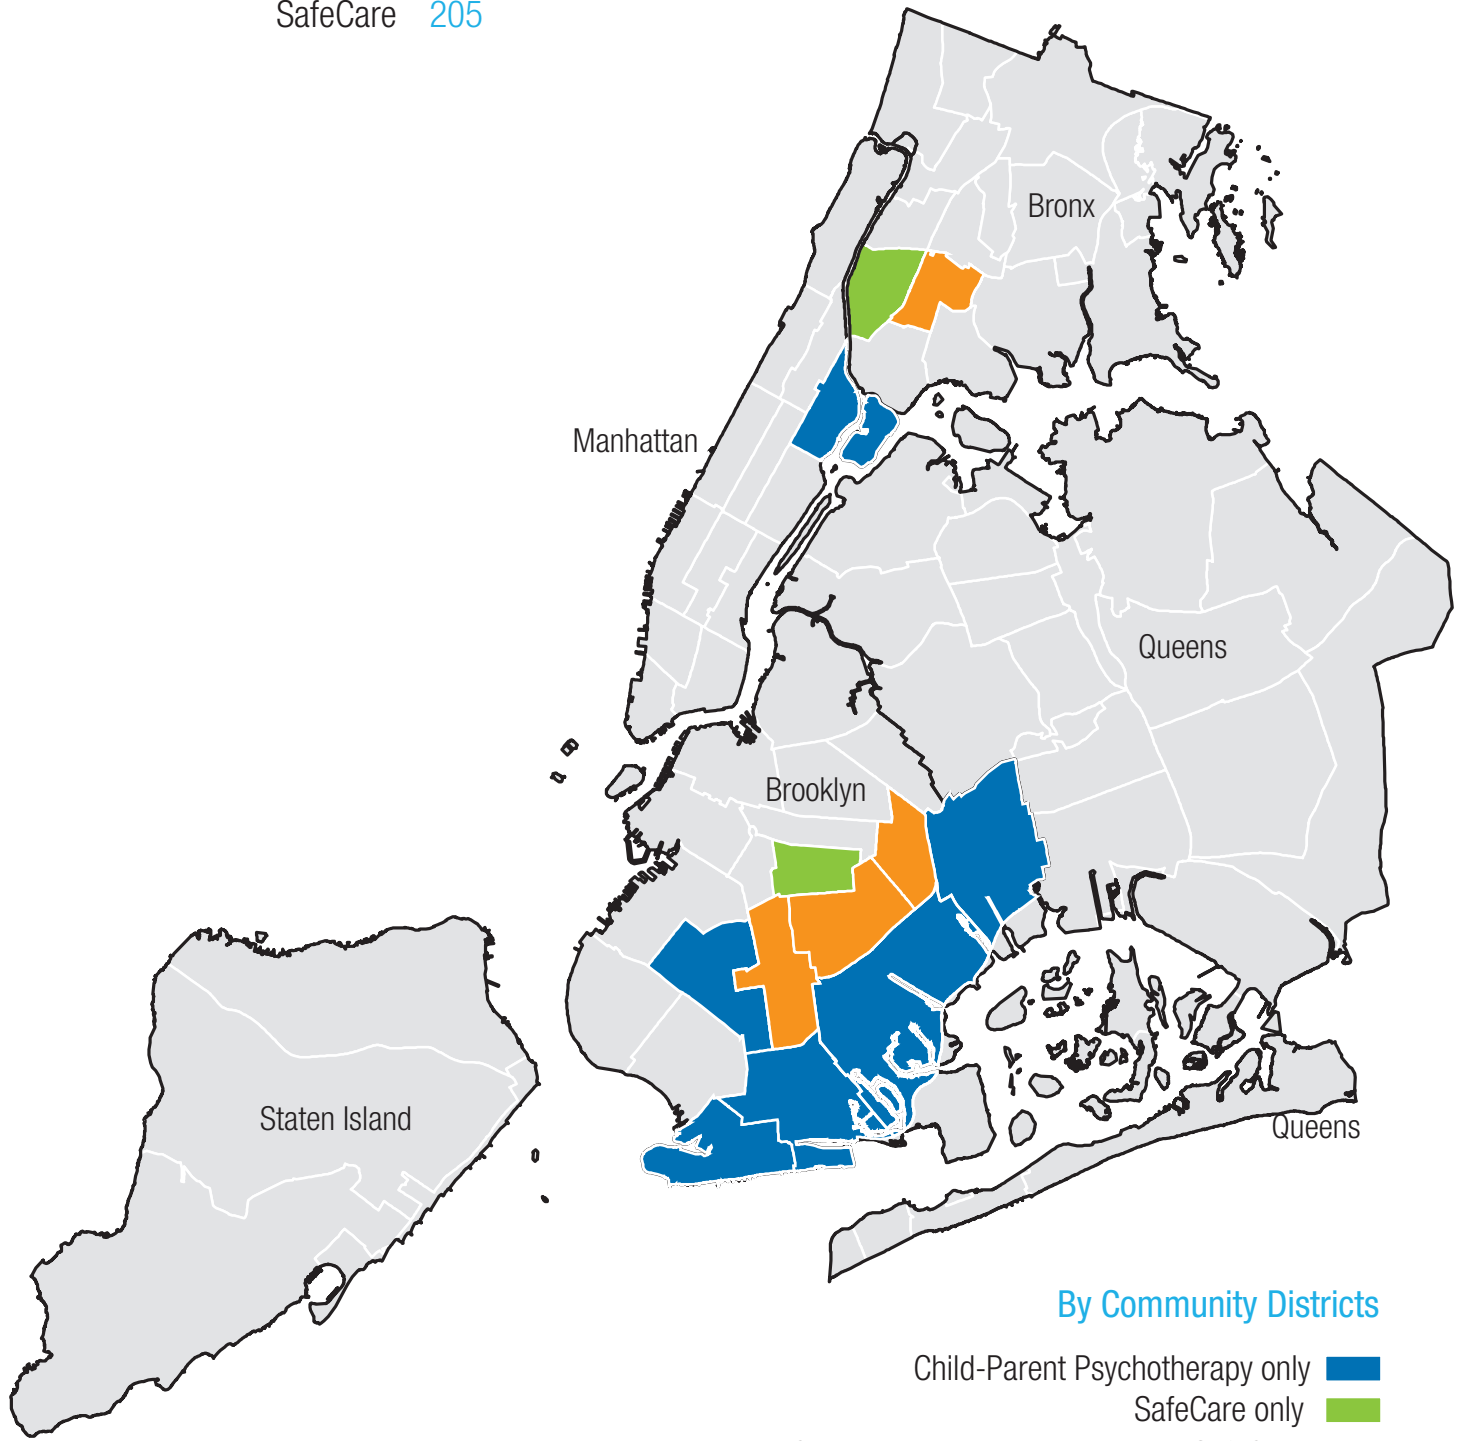 SafeCare 205
Bronx
Manhattan
Queens
Brooklyn
Staten Island
Queens
By Community Districts
Child-Parent Psychotherapy only
SafeCare only